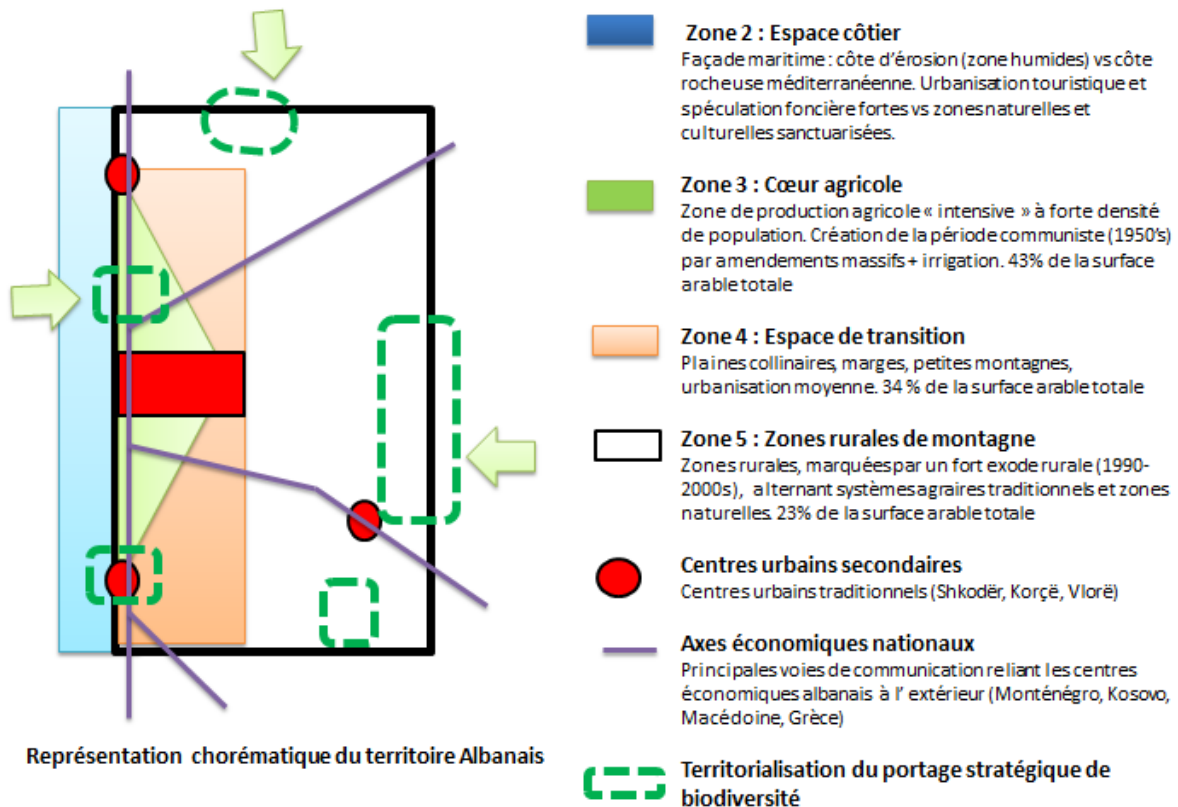 Zone 2 : Espace côtier
Façade maritime : côte d'érosion (zone humides) vs côte
rocheuse méditerranéenne. Urbanisation touristique et
spéculation foncière fortes vs zones naturelles et
culturelles sanctuarisées.
Zone 3 : Cœur agricole
Zone de production agricole « intensive » à forte densité
de population. Création de la période communiste (1950's)
par amendements massifs + irrigation. 43% de la surface
arable totale
Zone 4 : Espace de transition
Plaines collinaires, marges, petites montagnes,
urbanisation moyenne. 34 % de la surface arable totale
Zone 5 : Zones rurales de montagne
Zones rurales, marquées par un fort exode rurale (1990-
2000s), alternant systèmes agraires traditionnels et zones
naturelles. 23% de la surface arable totale
Centres urbains secondaires
Centres urbains traditionnels (Shkodër, Korçë, Vlorë)
Axes économiques nationaux
Principales voies de communication reliant les centres
économiques albanais à l' extérieur (Monténégro, Kosovo,
Macédoine, Grèce)
Territorialisation du portage stratégique de
biodiversité
Représentation chorématique du territoire Albanais